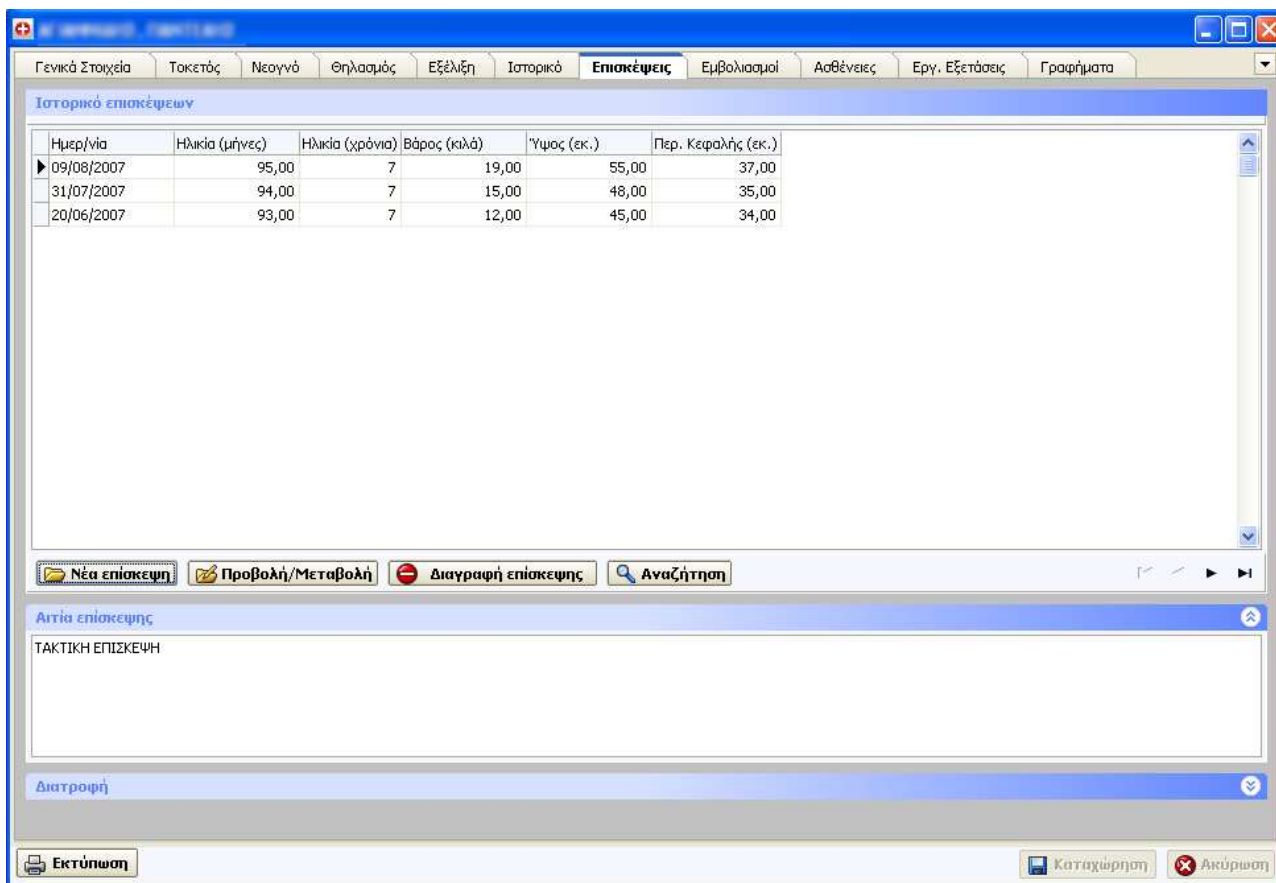 Γενικά Στοιχεία Τοκετός Νεογνό Θηλασμός Εξέλιξη Ιστορικό Επισκέψεις Εμβολιασμοί Ασθένειες Εργ. Εξετάσεις Γραφήματα
Ιστορικό επισκέψεων
Ημερ/νία Ηλικία (μήνες) Ηλικία (χρόνια) Βάρος (κιλά) Ύψος (εκ.) Περ. Κεφαλής (εκ.)
09/08/2007 95,00 7 19,00 55,00 37,00
31/07/2007 94,00 7 15,00 48,00 35,00
20/06/2007 93,00 7 12,00 45,00 34,00
Νέα επίσκεψη Προβολή/Μεταβολή Διαγραφή επίσκεψης Αναζήτηση
Αιτία επίσκεψης
ΤΑΚΤΙΚΗ ΕΠΙΣΚΕΨΗ
Διατροφή
Εκτύπωση Καταχώρηση Ακύρωση